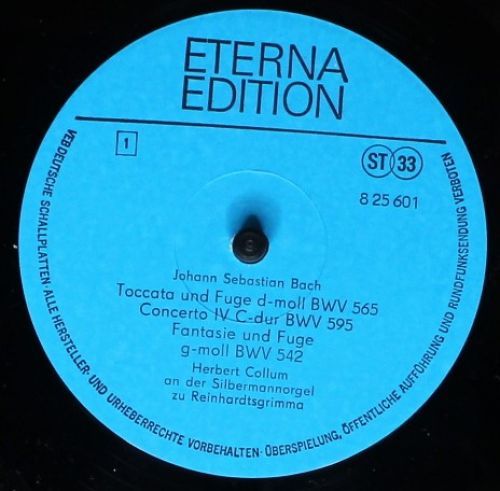 ETERNA
EDITION
1
ST 33
8 25 601
Johann Sebastian Bach
Toccata und Fuge d-moll BWV 565
Concerto IV C-dur BWV 595
Fantasie und Fuge
g-moll BWV 542
Herbert Collum
an der Silbermannorgel
zu Reinhardtsgrimma
VEB DEUTSCHE SCHALLPLATTEN · ALLE HERSTELLER- UND URHEBERRECHTE VORBEHALTEN · ÜBERSPIELUNG, ÖFFENTLICHE AUFFÜHRUNG UND RUNDFUNKSENDUNG VERBOTEN